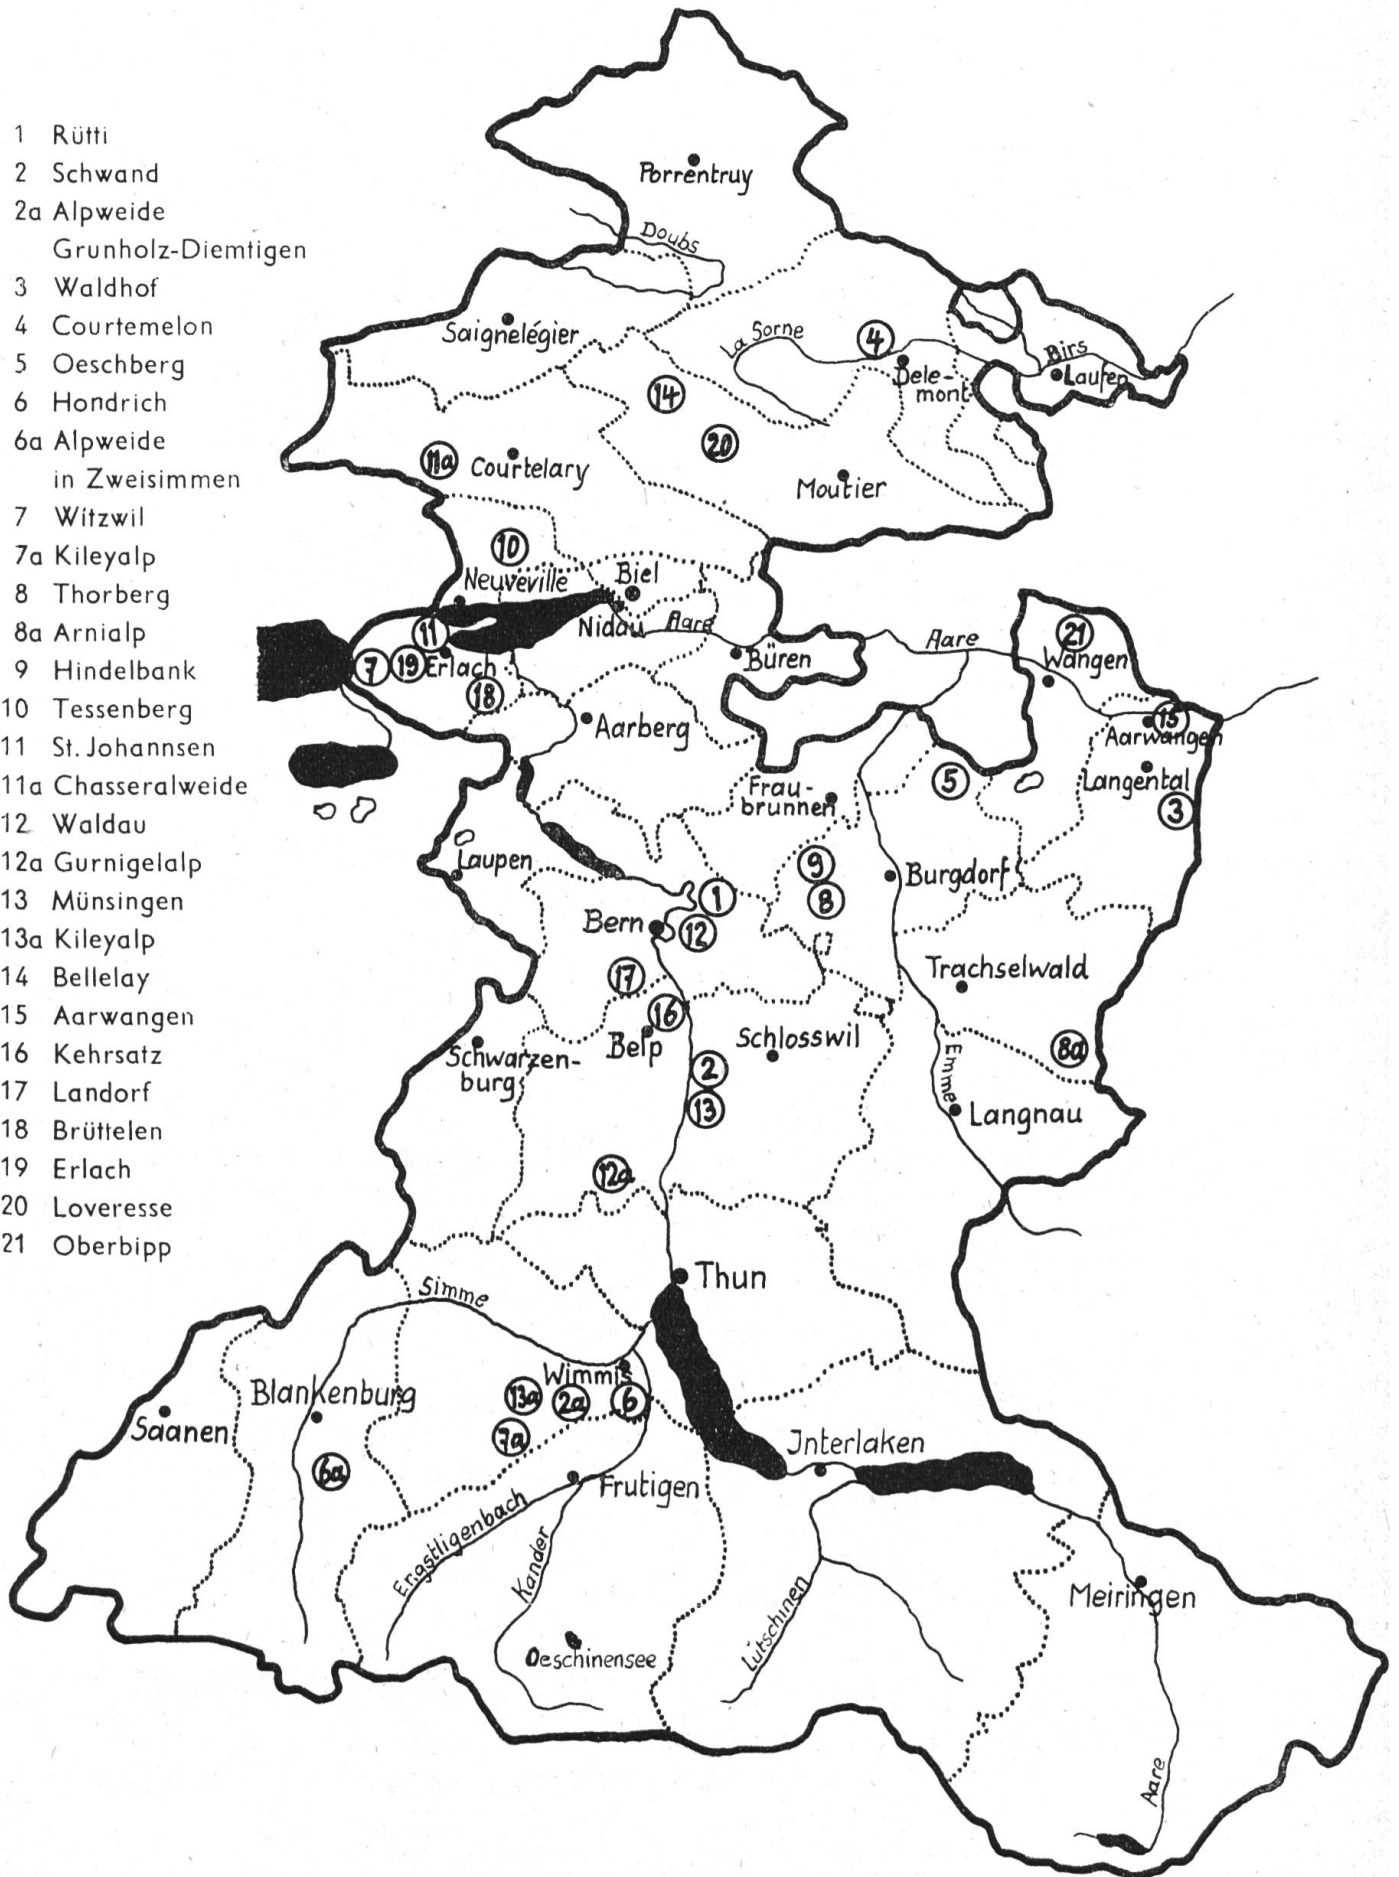 1 Rütti
2 Schwand
2a Alpweide
Grunholz-Diemtigen
3 Waldhof
4 Courtemelon
5 Oeschberg
6 Hondrich
6a Alpweide
in Zweisimmen
7 Witzwil
7a Kileyalp
8 Thorberg
8a Arnialp
9 Hindelbank
10 Tessenberg
11 St. Johannsen
11a Chasseralweide
12 Waldau
12a Gurnigelalp
13 Münsingen
13a Kileyalp
14 Bellelay
15 Aarwangen
16 Kehrsatz
17 Landorf
18 Brüttelen
19 Erlach
20 Loveresse
21 Oberbipp
Porrentruy
Doubs
Saignelégier
La Sorne
4
Dele-
mont
Birs
Laufen
14
20
11a
Courtelary
Moutier
10
Neuveville
Biel
Nidau
Aare
11
7
19
Erlach
18
Büren
Aare
21
Wangen
15
Aarwangen
Aarberg
Langental
3
5
Frau-
brunnen
Laupen
9
8
Burgdorf
1
Bern
12
17
Trachselwald
16
Belp
Schlosswil
Schwarzen-
burg
2
13
8a
Emme
Langnau
12a
Thun
Simme
Wimmis
13a
2a
6
7a
Blankenburg
Saanen
6a
Interlaken
Frutigen
Engstligenbach
Kander
Lütschinen
Oeschinensee
Meiringen
Aare